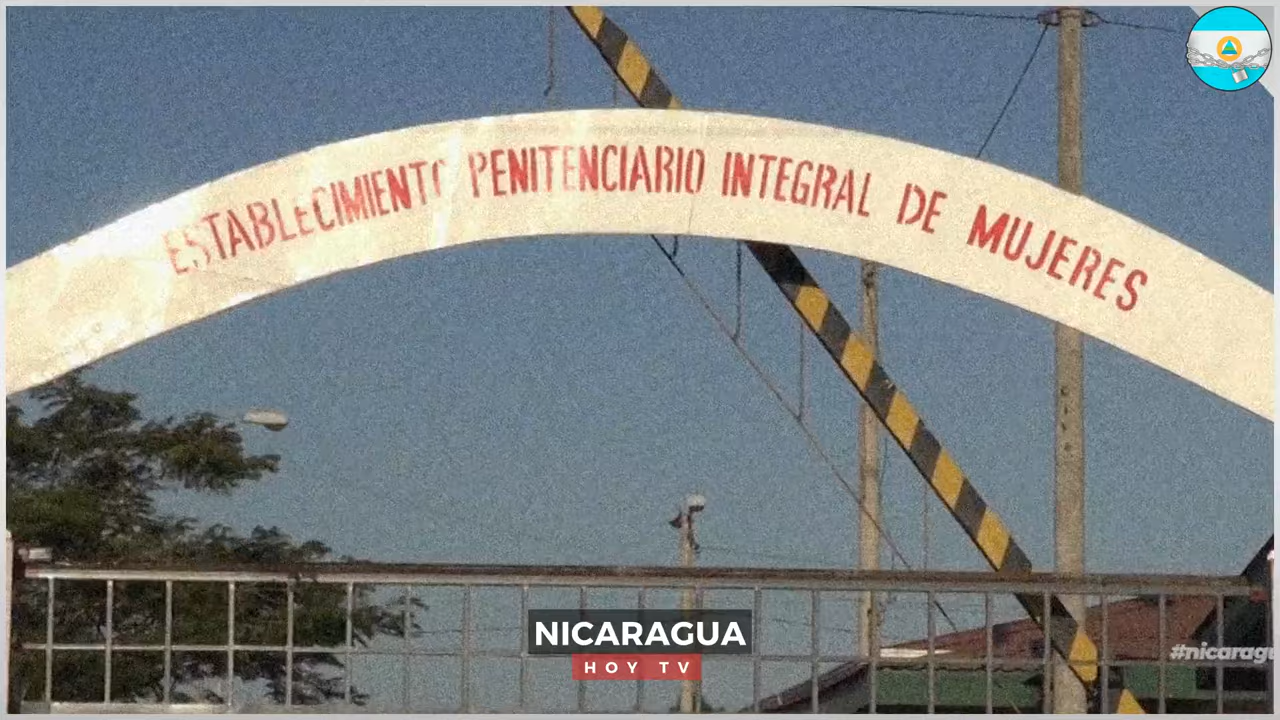 ESTABLECIMIENTO PENITENCIARIO INTEGRAL DE MUJERES
NICARAGUA
HOY TV